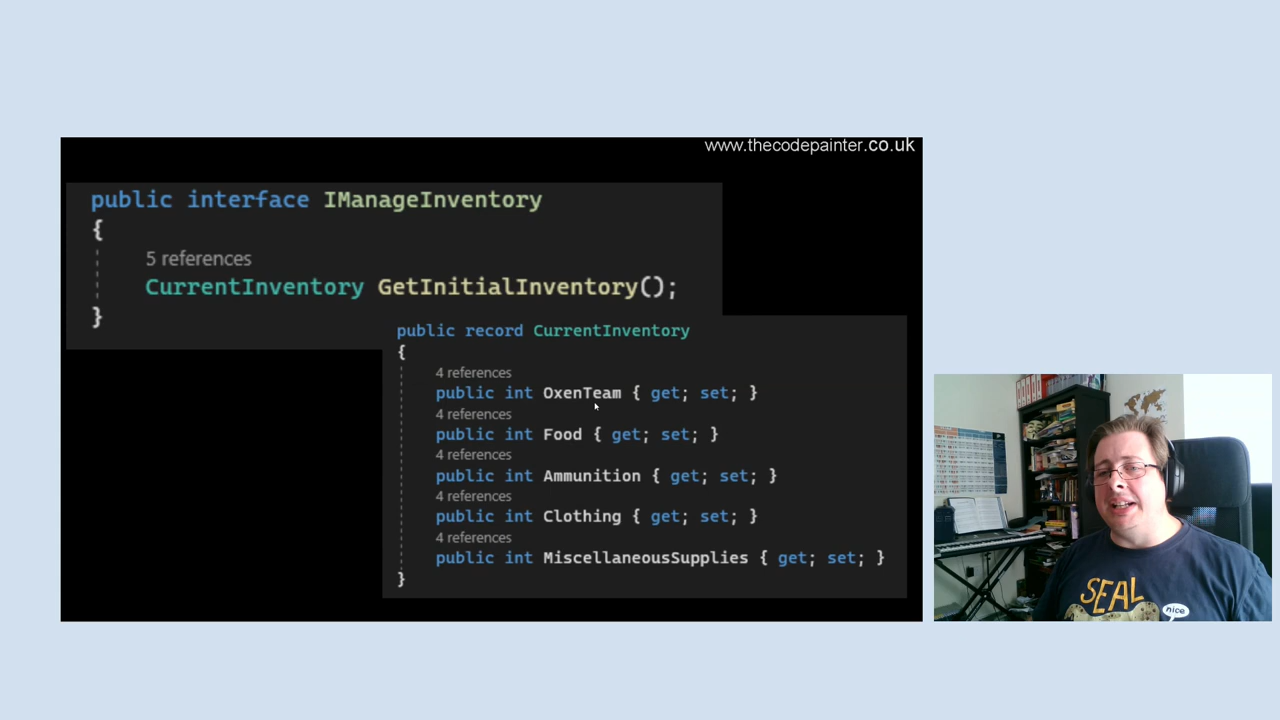 www.thecodepainter.co.uk
public interface IManageInventory
{
5 references
CurrentInventory GetInitialInventory();
}
public record CurrentInventory
{
4 references
public int OxenTeam { get; set; }
4 references
public int Food { get; set; }
4 references
public int Ammunition { get; set; }
4 references
public int Clothing { get; set; }
4 references
public int MiscellaneousSupplies { get; set; }
}
SEAL
nice